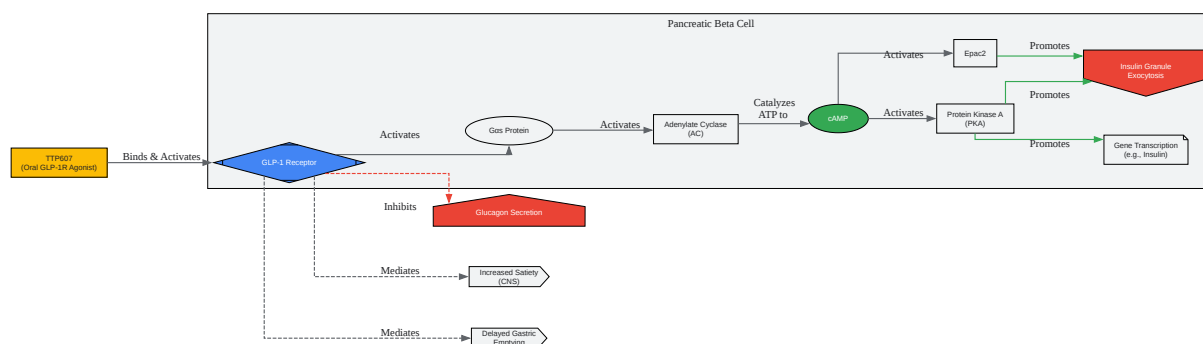 Pancreatic Beta Cell
TTP607
(Oral GLP-1R Agonist)
Binds & Activates
GLP-1 Receptor
Activates
Gαs Protein
Activates
Adenylate Cyclase
(AC)
Catalyzes
ATP to
cAMP
Activates
Epac2
Promotes
Insulin Granule
Exocytosis
Activates
Protein Kinase A
(PKA)
Promotes
Promotes
Gene Transcription
(e.g., Insulin)
Inhibits
Glucagon Secretion
Mediates
Increased Satiety
(CNS)
Mediates
Delayed Gastric
Emptying